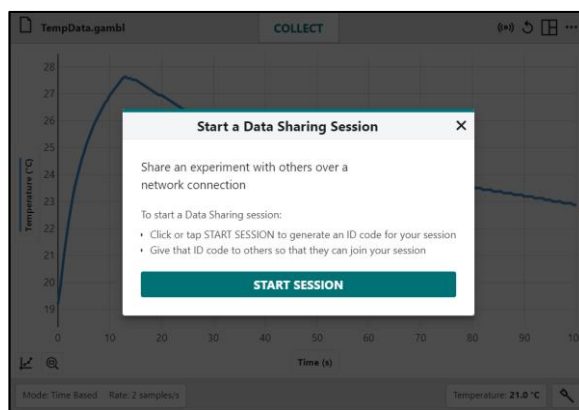 TempData.gambl
COLLECT
28
27
26
25
24
23
22
21
20
19
Temperature (°C)
Start a Data Sharing Session
Share an experiment with others over a
network connection
To start a Data Sharing session:
• Click or tap START SESSION to generate an ID code for your session
• Give that ID code to others so that they can join your session
START SESSION
0 10 20 30 40 50 60 70 80 90 100
Time (s)
Mode: Time Based Rate: 2 samples/s
Temperature: 21.0 °C